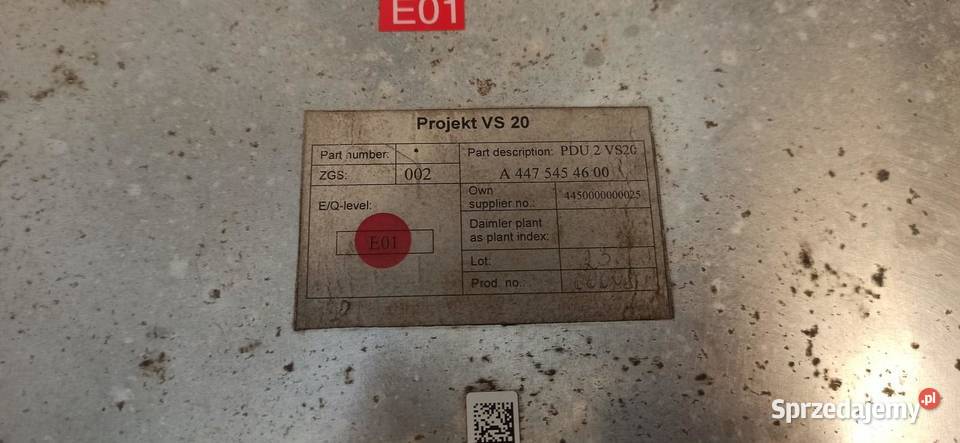 E01
Projekt VS 20
Part number:
Part description: PDU 2 VS20
ZGS: 002
A 447 545 46 00
E/Q-level:
Own
supplier no.: 4450000000025
E01
Daimler plant
as plant index:
Lot:
Prod. no.:
Sprzedajemy.pl